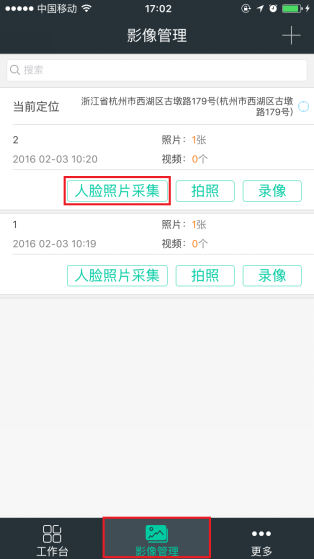 中国移动 17:02
影像管理
搜索
当前定位 浙江省杭州市西湖区古墩路179号(杭州市西湖区古墩
路179号)
2 照片：1张
2016 02-03 10:20 视频：0个
人脸照片采集 拍照 录像
1 照片：1张
2016 02-03 10:19 视频：0个
人脸照片采集 拍照 录像
工作台 影像管理 更多